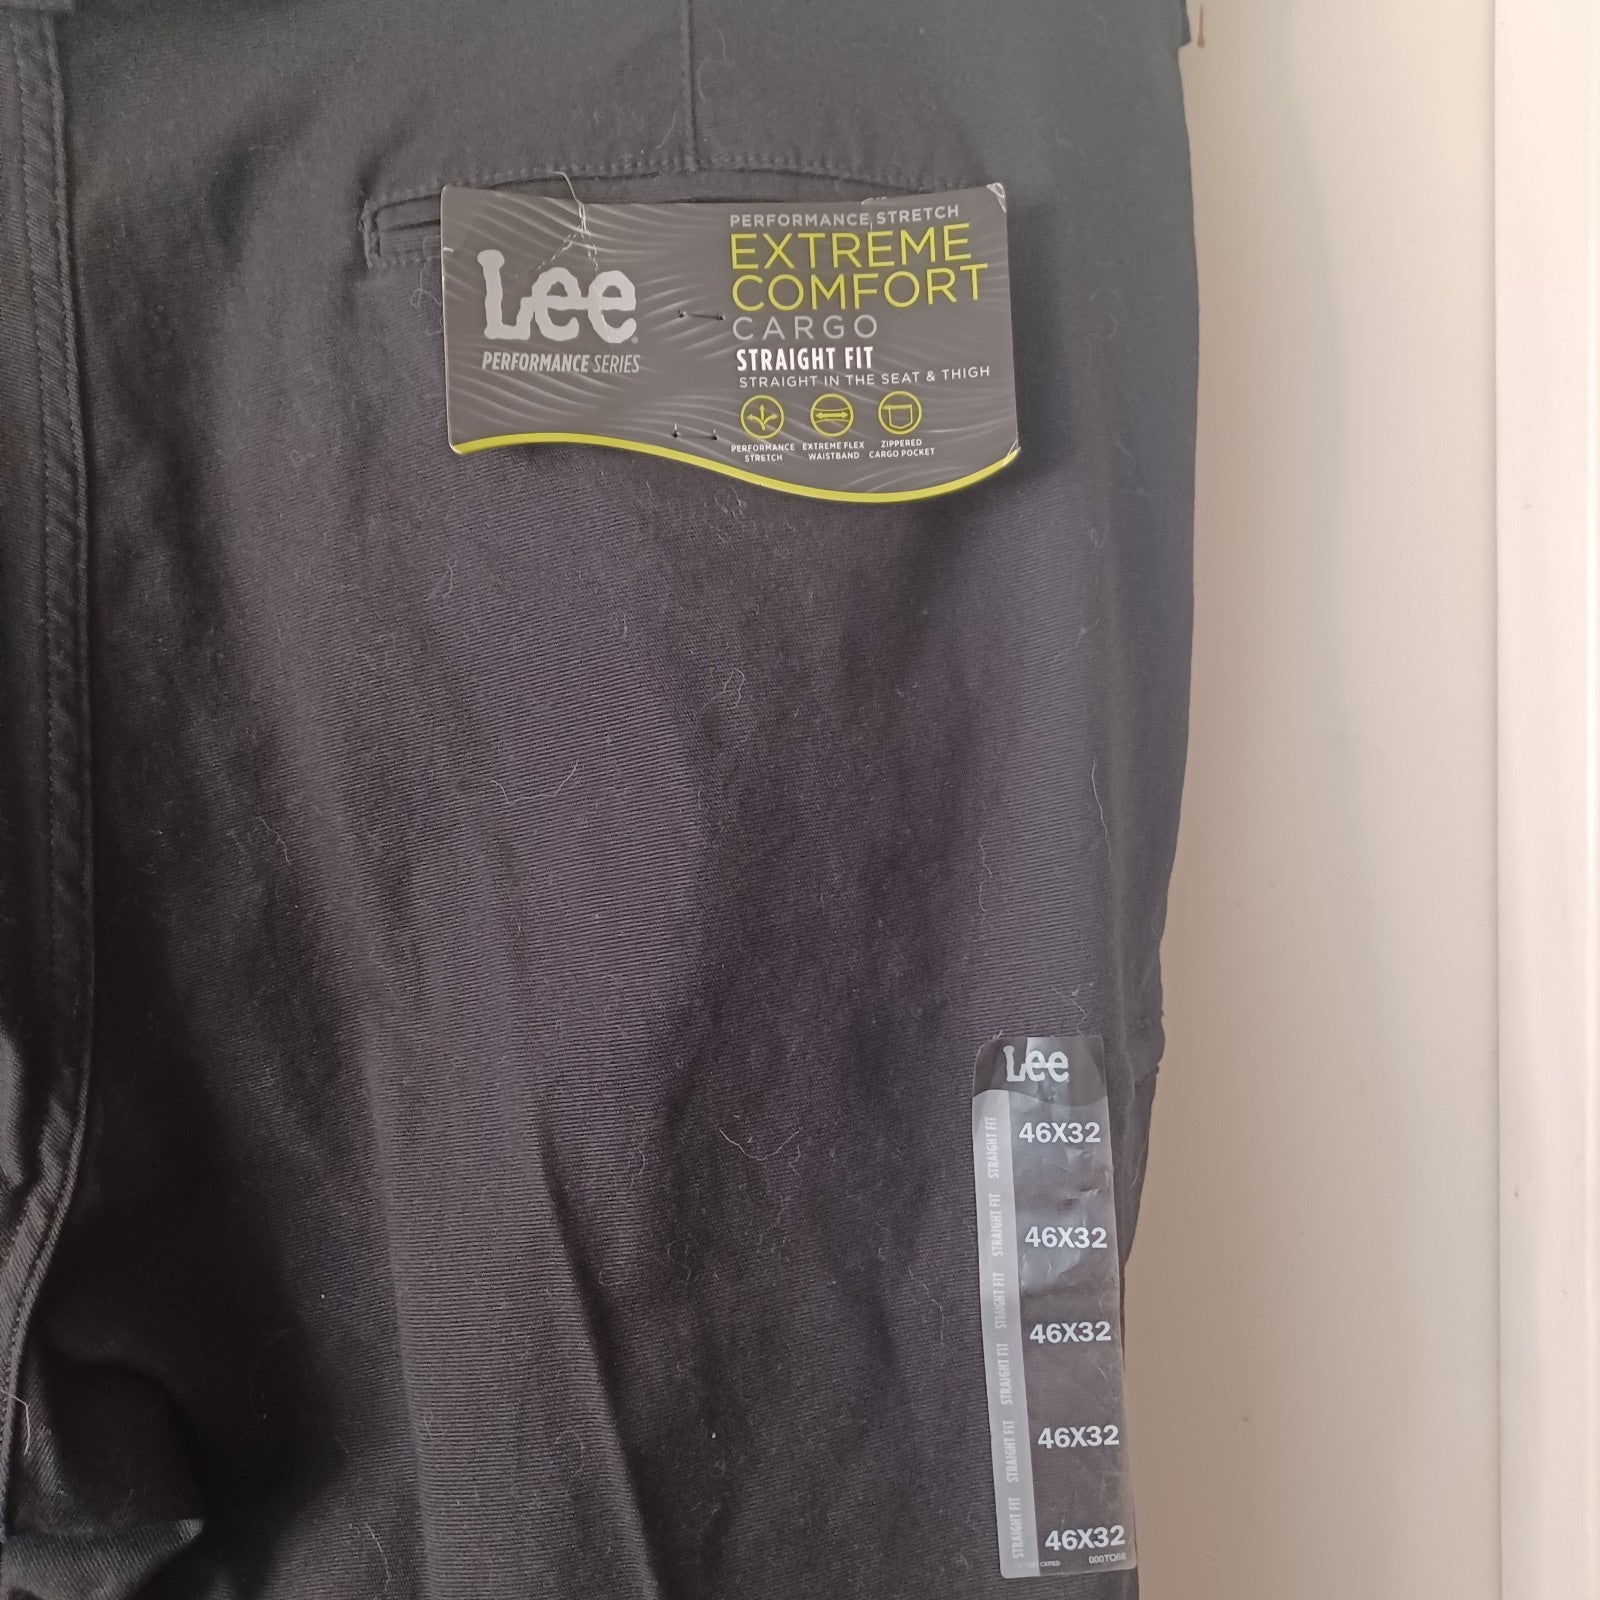 Lee
PERFORMANCE SERIES
PERFORMANCE STRETCH
EXTREME
COMFORT
CARGO
STRAIGHT FIT
STRAIGHT IN THE SEAT & THIGH
PERFORMANCE
STRETCH
EXTREME FLEX
WAISTBAND
ZIPPERED
CARGO POCKET
Lee
STRAIGHT FIT
46X32
STRAIGHT FIT
46X32
STRAIGHT FIT
46X32
STRAIGHT FIT
46X32
STRAIGHT FIT
46X32
STRAIGHT FIT